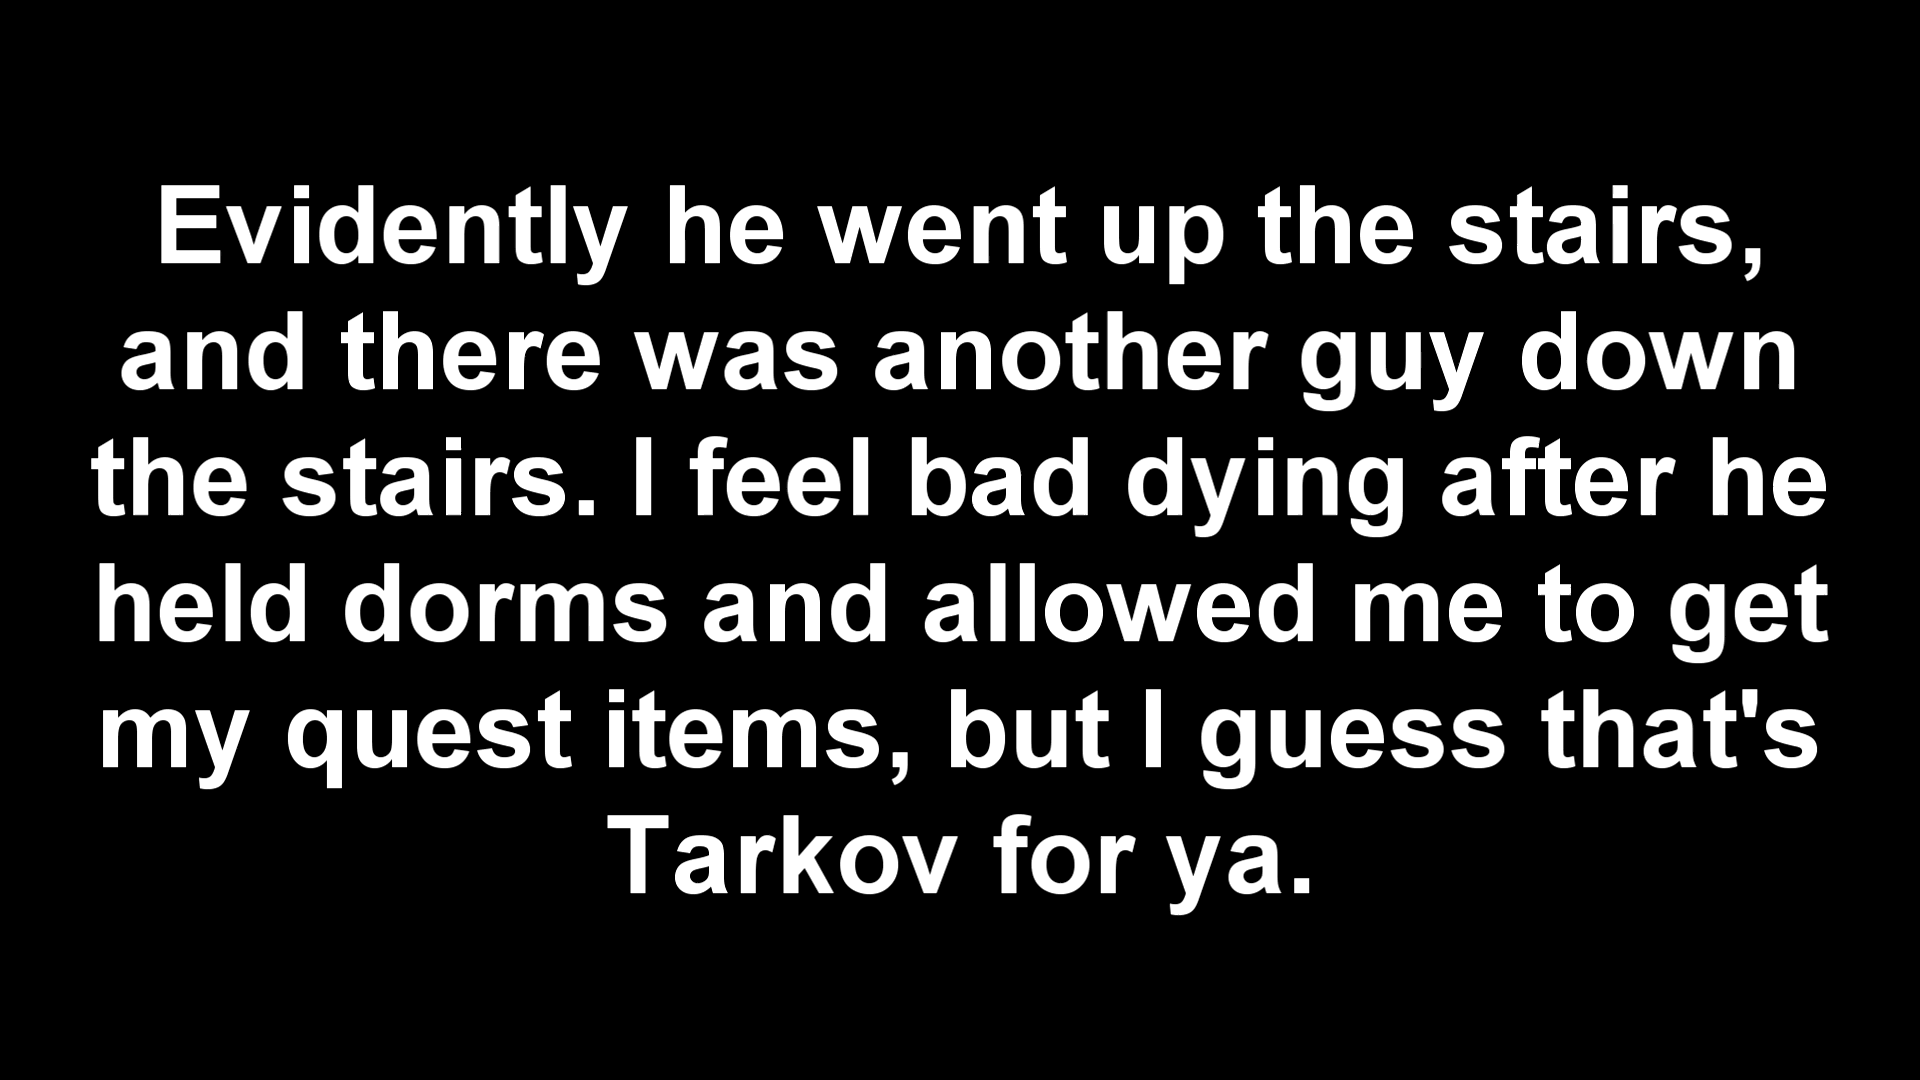 Evidently he went up the stairs,
and there was another guy down
the stairs. I feel bad dying after he
held dorms and allowed me to get
my quest items, but I guess that's
Tarkov for ya.